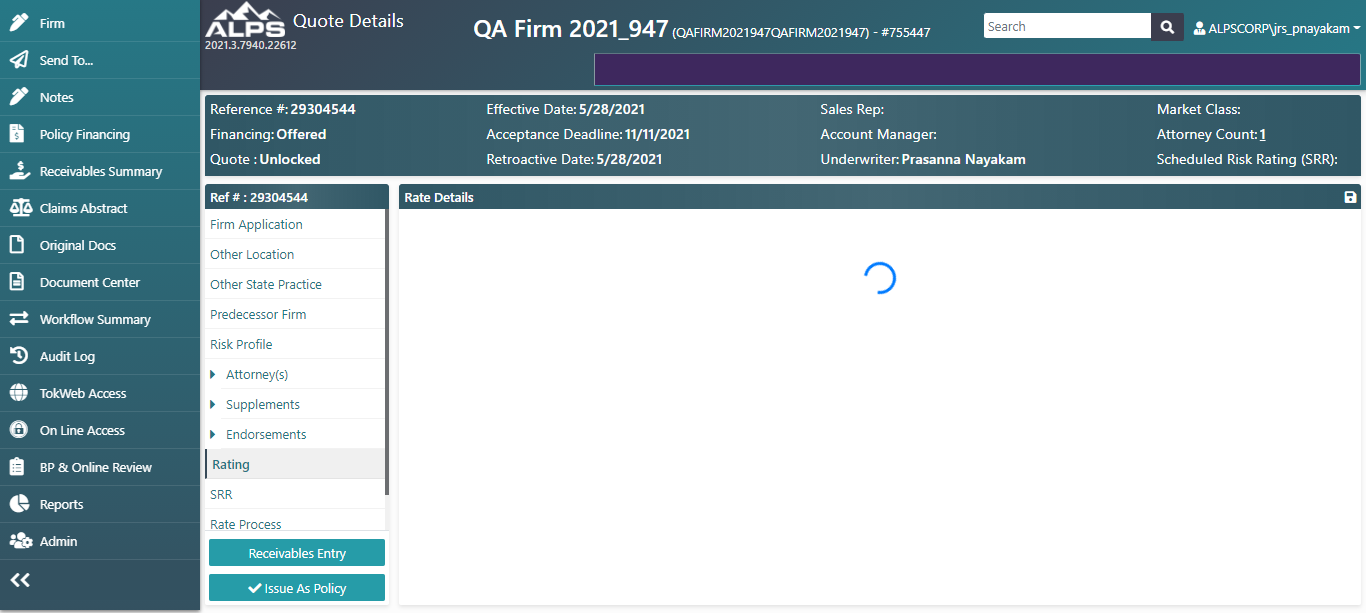 Firm
Send To...
Notes
Policy Financing
Receivables Summary
Claims Abstract
Original Docs
Document Center
Workflow Summary
Audit Log
TokWeb Access
On Line Access
BP & Online Review
Reports
Admin
ALPS
2021.3.7940.22612
Quote Details
QA Firm 2021_947 (QAFIRM2021947QAFIRM2021947) - #755447
Search
ALPSCORP\jrs_pnayakam
Reference #: 29304544
Effective Date: 5/28/2021
Sales Rep:
Market Class:
Financing: Offered
Acceptance Deadline: 11/11/2021
Account Manager:
Attorney Count: 1
Quote : Unlocked
Retroactive Date: 5/28/2021
Underwriter: Prasanna Nayakam
Scheduled Risk Rating (SRR):
Ref # : 29304544
Firm Application
Other Location
Other State Practice
Predecessor Firm
Risk Profile
Attorney(s)
Supplements
Endorsements
Rating
SRR
Rate Process
Receivables Entry
Issue As Policy
Rate Details